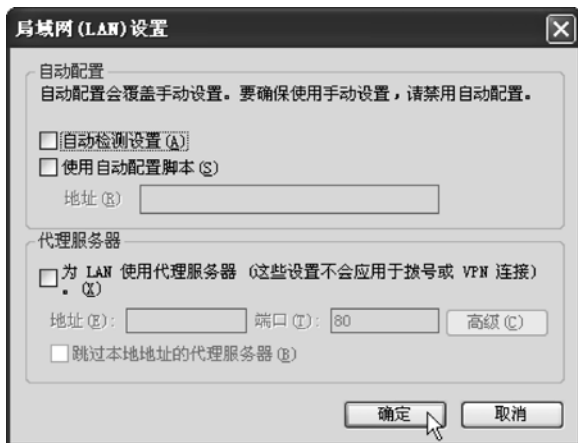 局域网(LAN)设置
自动配置
自动配置会覆盖手动设置。要确保使用手动设置，请禁用自动配置。
自动检测设置(A)
使用自动配置脚本(S)
地址(R)
代理服务器
为 LAN 使用代理服务器 (这些设置不会应用于拨号或 VPN 连接)
。(X)
地址(E): 端口(T): 80 高级(C)
跳过本地地址的代理服务器(B)
确定 取消